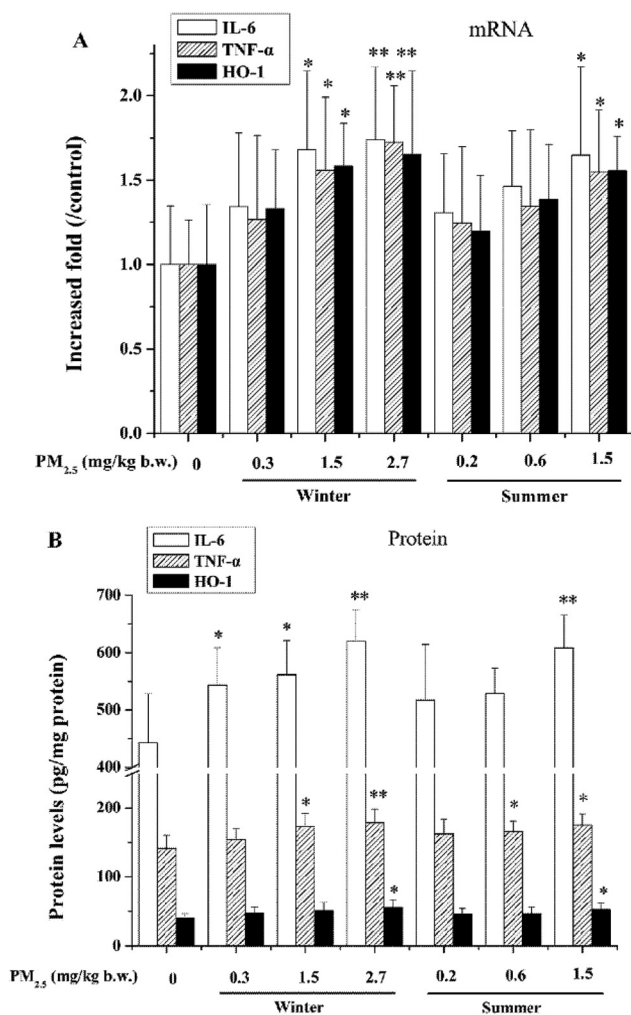 A
IL-6
TNF-α
HO-1
mRNA
* * * ** ** ** * * *
2.0
1.5
1.0
0.5
0.0
Increased fold (/control)
PM2.5 (mg/kg b.w.) 0 0.3 1.5 2.7 0.2 0.6 1.5
Winter Summer
B
IL-6
TNF-α
HO-1
Protein
700
600
500
400
200
100
50
0
Protein levels (pg/mg protein)
* * ** **
* ** * *
* *
PM2.5 (mg/kg b.w.) 0 0.3 1.5 2.7 0.2 0.6 1.5
Winter Summer